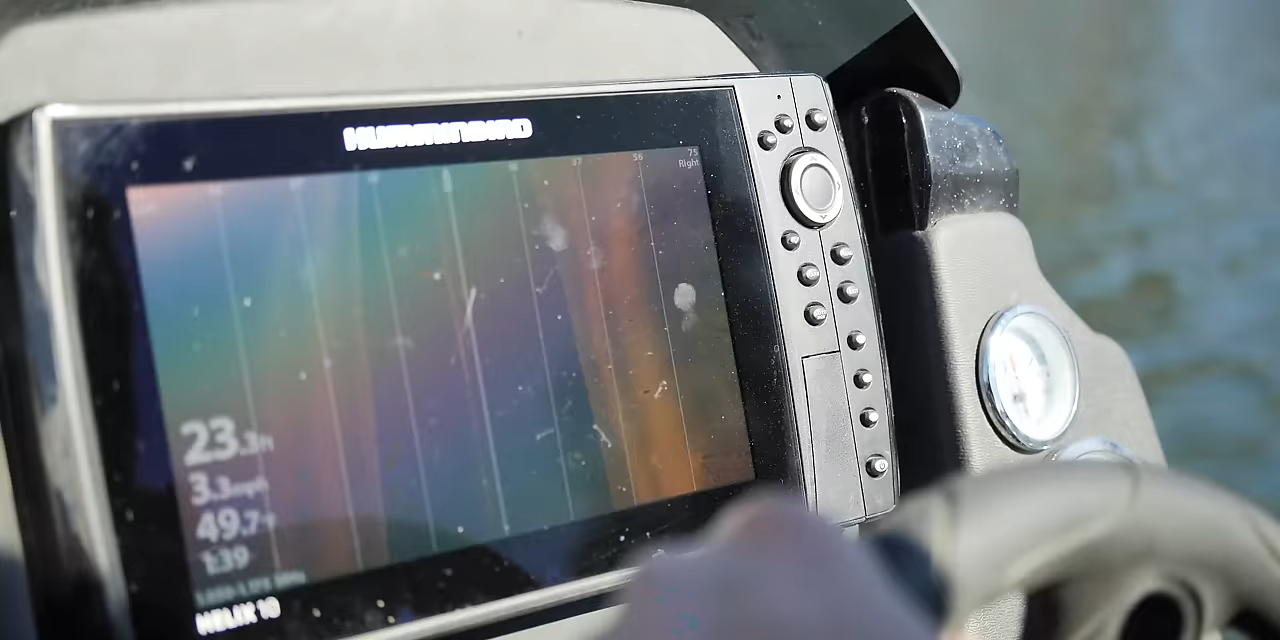 HUMMINBIRD
37 56 75
Right
23.3ft
3.3mph
49.7°F
1:39
HELIX 10